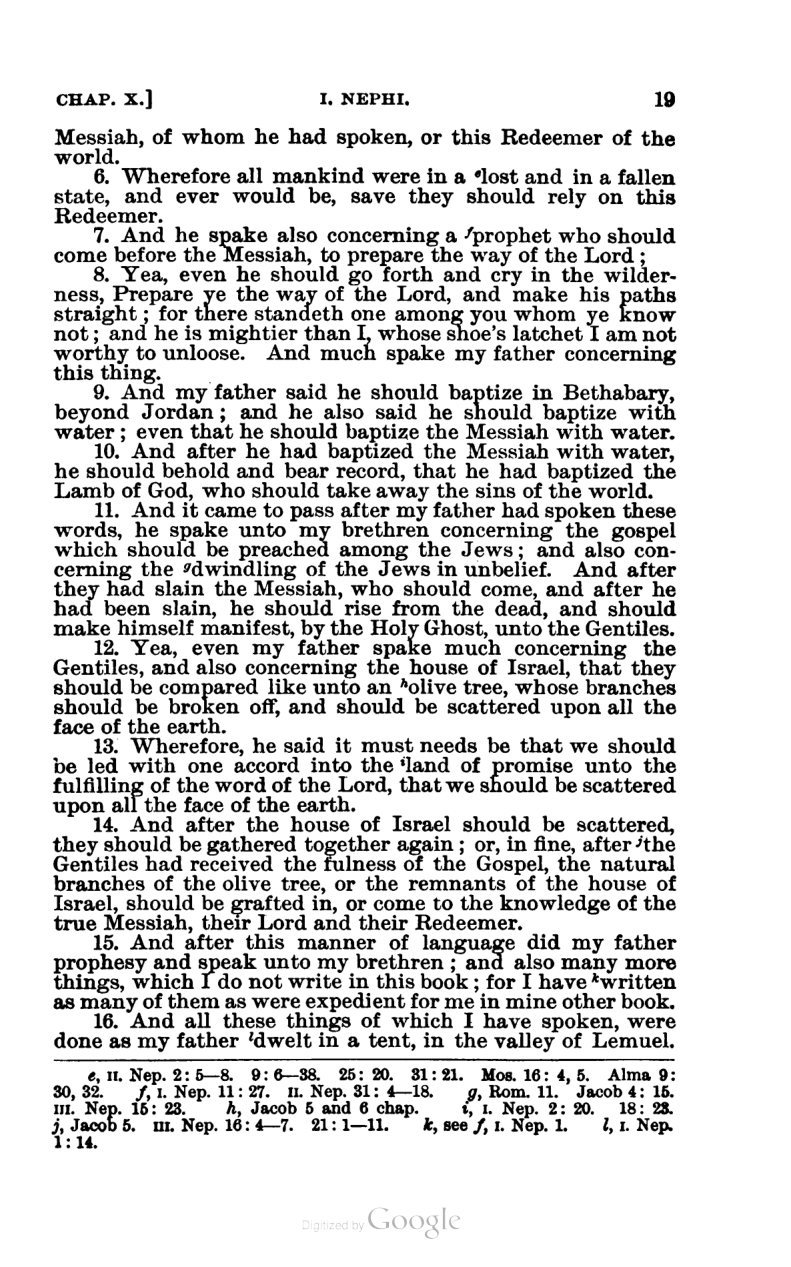 CHAP. X.] I. NEPHI. 19
Messiah, of whom he had spoken, or this Redeemer of the
world.
6. Wherefore all mankind were in a ᵉlost and in a fallen
state, and ever would be, save they should rely on this
Redeemer.
7. And he spake also concerning a ᶠprophet who should
come before the Messiah, to prepare the way of the Lord ;
8. Yea, even he should go forth and cry in the wilder-
ness, Prepare ye the way of the Lord, and make his paths
straight ; for there standeth one among you whom ye know
not ; and he is mightier than I, whose shoe's latchet I am not
worthy to unloose. And much spake my father concerning
this thing.
9. And my father said he should baptize in Bethabary,
beyond Jordan ; and he also said he should baptize with
water ; even that he should baptize the Messiah with water.
10. And after he had baptized the Messiah with water,
he should behold and bear record, that he had baptized the
Lamb of God, who should take away the sins of the world.
11. And it came to pass after my father had spoken these
words, he spake unto my brethren concerning the gospel
which should be preached among the Jews ; and also con-
cerning the ᵍdwindling of the Jews in unbelief. And after
they had slain the Messiah, who should come, and after he
had been slain, he should rise from the dead, and should
make himself manifest, by the Holy Ghost, unto the Gentiles.
12. Yea, even my father spake much concerning the
Gentiles, and also concerning the house of Israel, that they
should be compared like unto an ʰolive tree, whose branches
should be broken off, and should be scattered upon all the
face of the earth.
13. Wherefore, he said it must needs be that we should
be led with one accord into the ⁱland of promise unto the
fulfilling of the word of the Lord, that we should be scattered
upon all the face of the earth.
14. And after the house of Israel should be scattered,
they should be gathered together again ; or, in fine, after ʲthe
Gentiles had received the fulness of the Gospel, the natural
branches of the olive tree, or the remnants of the house of
Israel, should be grafted in, or come to the knowledge of the
true Messiah, their Lord and their Redeemer.
15. And after this manner of language did my father
prophesy and speak unto my brethren ; and also many more
things, which I do not write in this book ; for I have ᵏwritten
as many of them as were expedient for me in mine other book.
16. And all these things of which I have spoken, were
done as my father ˡdwelt in a tent, in the valley of Lemuel.
e, II. Nep. 2 : 5—8. 9 : 6—38. 25 : 20. 31 : 21. Mos. 16 : 4, 5. Alma 9 :
30, 32. f, I. Nep. 11 : 27. II. Nep. 31 : 4—18. g, Rom. 11. Jacob 4 : 15.
III. Nep. 15 : 23. h, Jacob 5 and 6 chap. i, I. Nep. 2 : 20. 18 : 23.
j, Jacob 5. III. Nep. 16 : 4—7. 21 : 1—11. k, see f, I. Nep. 1. l, I. Nep.
1 : 14.
Digitized by Google